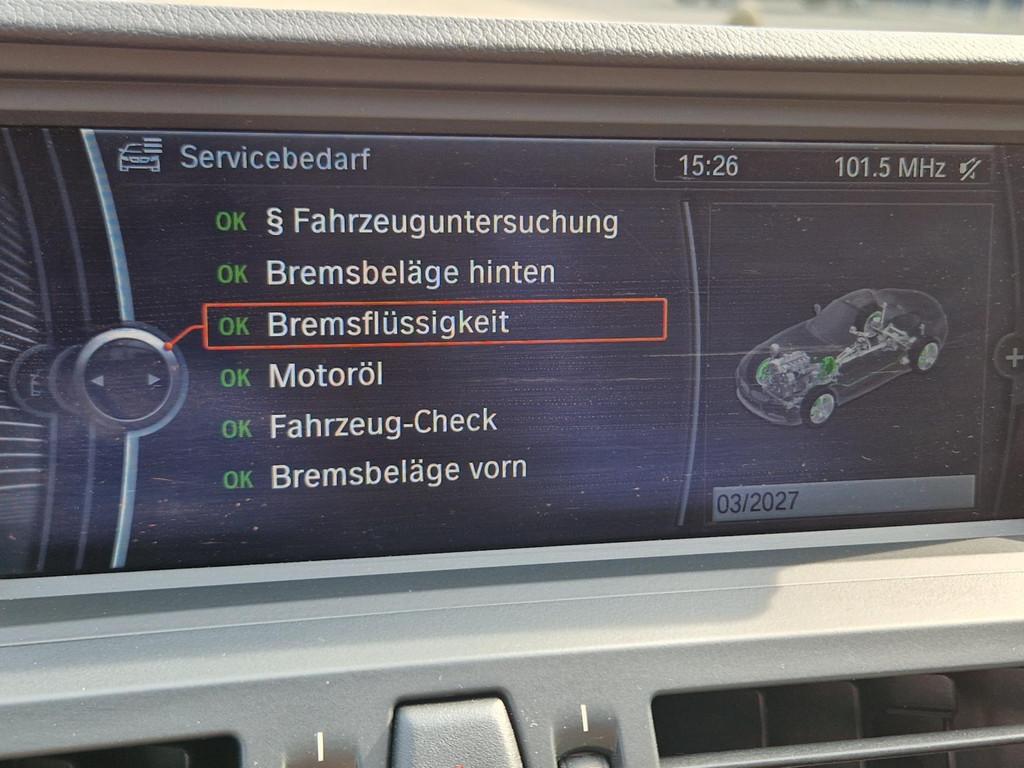 Servicebedarf
15:26
101.5 MHz
OK § Fahrzeuguntersuchung
OK Bremsbeläge hinten
OK Bremsflüssigkeit
OK Motoröl
OK Fahrzeug-Check
OK Bremsbeläge vorn
03/2027